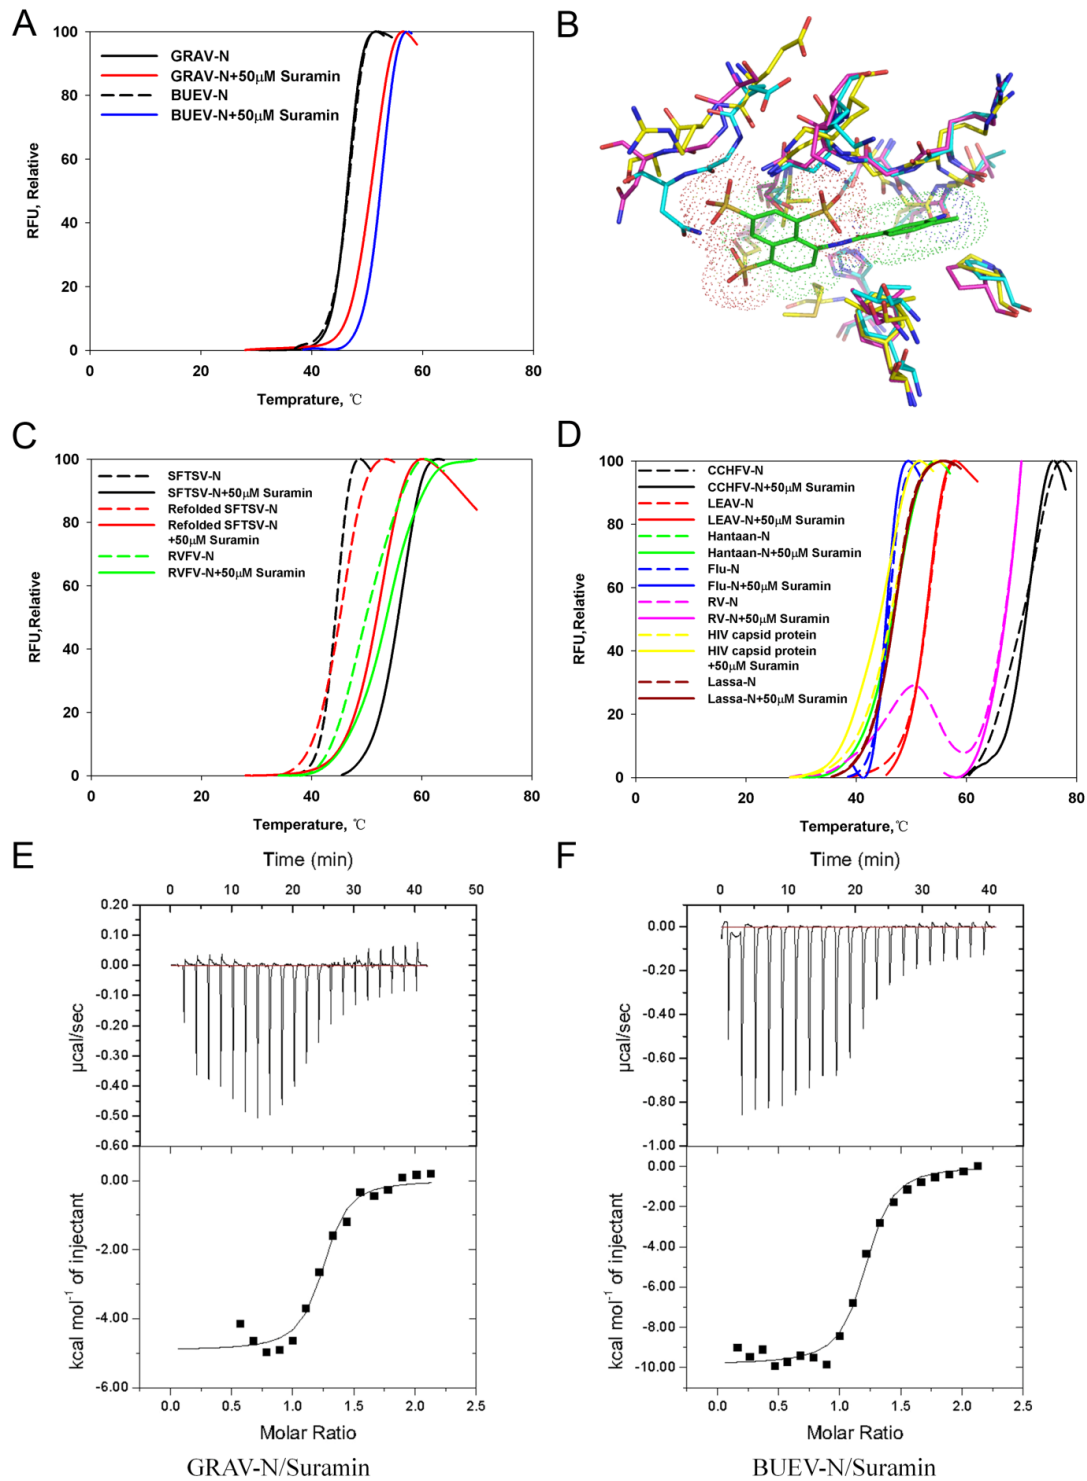 A
100
80
60
40
20
0
RFU, Relative
GRAV-N
GRAV-N+50μM Suramin
BUEV-N
BUEV-N+50μM Suramin
0 20 40 60 80
Temprature, ℃
B
C
100
80
60
40
20
0
RFU,Relative
SFTSV-N
SFTSV-N+50μM Suramin
Refolded SFTSV-N
Refolded SFTSV-N
+50μM Suramin
RVFV-N
RVFV-N+50μM Suramin
0 20 40 60 80
Temperature, ℃
D
100
80
60
40
20
0
RFU,Relative
CCHFV-N
CCHFV-N+50μM Suramin
LEAV-N
LEAV-N+50μM Suramin
Hantaan-N
Hantaan-N+50μM Suramin
Flu-N
Flu-N+50μM Suramin
RV-N
RV-N+50μM Suramin
HIV capsid protein
HIV capsid protein
+50μM Suramin
Lassa-N
Lassa-N+50μM Suramin
0 20 40 60 80
Temperature, ℃
E
Time (min)
0 10 20 30 40 50
0.20
0.10
0.00
-0.10
-0.20
-0.30
-0.40
-0.50
-0.60
μcal/sec
0.00
-2.00
-4.00
-6.00
kcal mol⁻¹ of injectant
0.0 0.5 1.0 1.5 2.0 2.5
Molar Ratio
GRAV-N/Suramin
F
Time (min)
0 10 20 30 40
0.00
-0.20
-0.40
-0.60
-0.80
-1.00
μcal/sec
0.00
-2.00
-4.00
-6.00
-8.00
-10.00
kcal mol⁻¹ of injectant
0.0 0.5 1.0 1.5 2.0 2.5
Molar Ratio
BUEV-N/Suramin